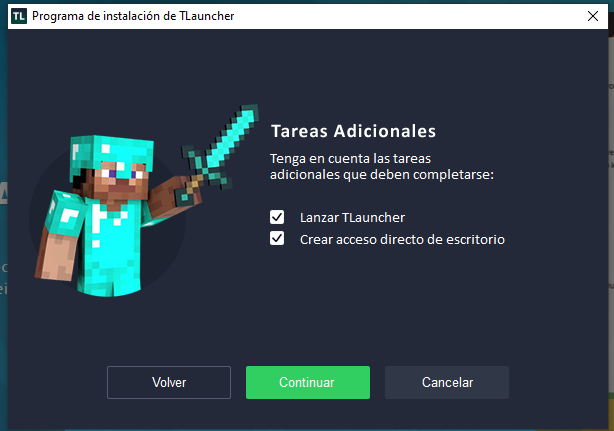 TL Programa de instalación de TLauncher
Tareas Adicionales
Tenga en cuenta las tareas
adicionales que deben completarse:
Lanzar TLauncher
Crear acceso directo de escritorio
Volver
Continuar
Cancelar